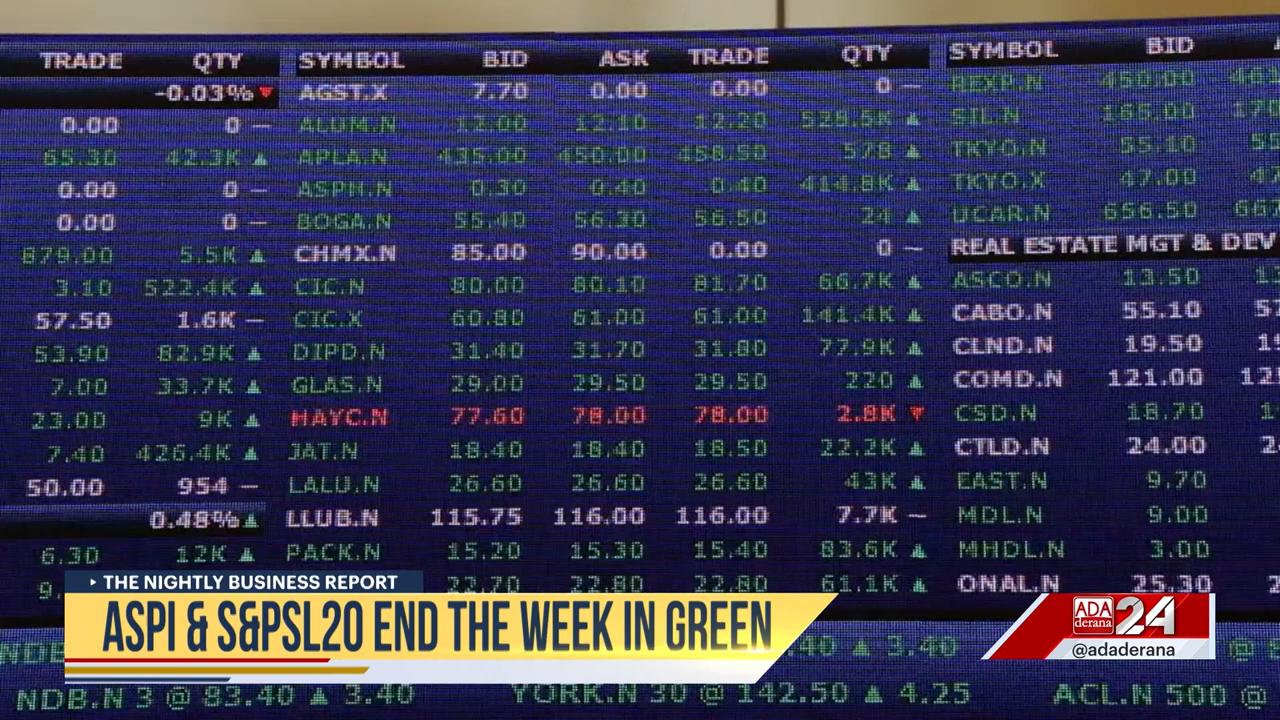 TRADE QTY SYMBOL BID ASK TRADE QTY SYMBOL BID
-0.03% ▼ AGST.X 7.70 0.00 0.00 0 — REXP.N 450.00
0.00 0 — ALUM.N 12.00 12.10 12.20 528.5K ▲ SIL.N 165.00 170
65.30 42.3K ▲ APLA.N 435.00 450.00 458.50 578 ▲ TKYO.N 55.10
0.00 0 — ASPH.N 0.30 0.40 0.40 414.8K ▲ TKYO.X 47.00 47
0.00 0 — BOGA.N 55.40 56.30 56.50 24 ▲ UCAR.N 656.50
879.00 5.5K ▲ CHMX.N 85.00 90.00 0.00 0 — REAL ESTATE MGT & DEV
3.10 522.4K ▲ CIC.N 80.00 80.10 81.70 66.7K ▲ ASCO.N 13.50
57.50 1.6K — CIC.X 60.80 61.00 61.00 141.4K ▲ CABO.N 55.10
53.90 82.9K ▲ DIPD.N 31.40 31.70 31.80 77.9K ▲ CLND.N 19.50
7.00 33.7K ▲ GLAS.N 29.00 29.50 29.50 220 ▲ COMD.N 121.00
23.00 9K ▲ HAYC.N 77.60 78.00 78.00 2.8K ▼ CSD.N 18.70
7.40 426.4K ▲ JAT.N 18.40 18.40 18.50 22.2K ▲ CTLD.N 24.00
50.00 954 — LALU.N 26.60 26.60 26.60 43K ▲ EAST.N 9.70
0.48% ▲ LLUB.N 115.75 116.00 116.00 7.7K — MDL.N 9.00
6.30 12K ▲ PACK.N 15.20 15.30 15.40 83.6K ▲ MHDL.N 3.00
22.70 22.80 22.80 61.1K ▲ ONAL.N 25.30
THE NIGHTLY BUSINESS REPORT
ASPI & S&PSL20 END THE WEEK IN GREEN
ADA derana 24
@adaderana
3.40
NDB.N 3 @ 83.40 ▲ 3.40 YORK.N 30 @ 142.50 ▲ 4.25 ACL.N 500 @